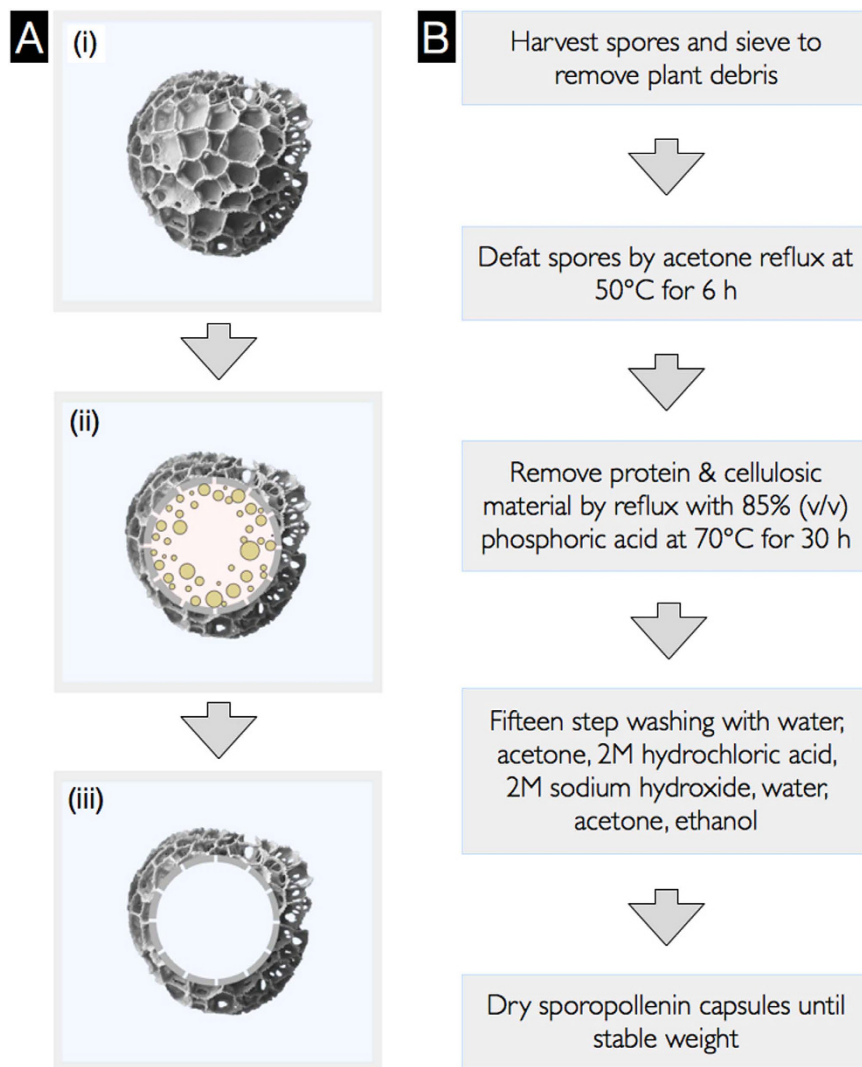 A
(i)
(ii)
(iii)
B
Harvest spores and sieve to
remove plant debris
Defat spores by acetone reflux at
50°C for 6 h
Remove protein & cellulosic
material by reflux with 85% (v/v)
phosphoric acid at 70°C for 30 h
Fifteen step washing with water,
acetone, 2M hydrochloric acid,
2M sodium hydroxide, water,
acetone, ethanol
Dry sporopollenin capsules until
stable weight